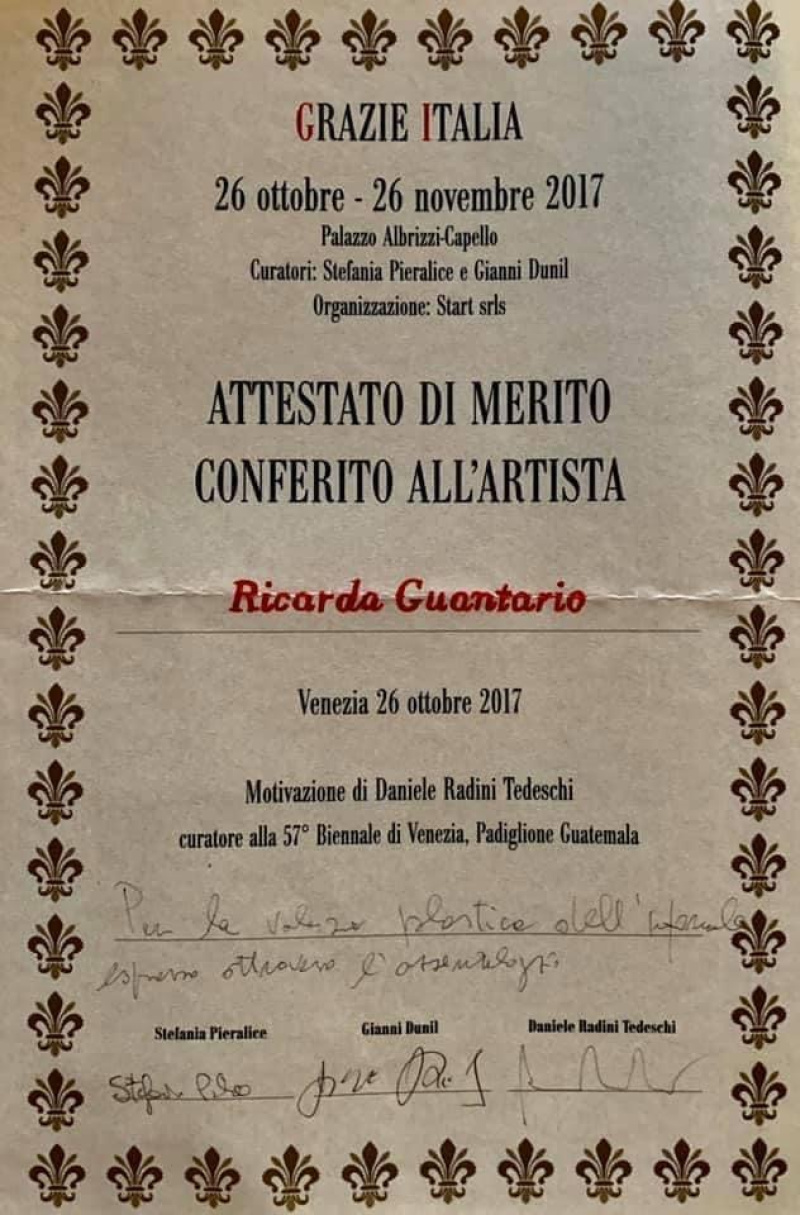 GRAZIE ITALIA
26 ottobre - 26 novembre 2017
Palazzo Albrizzi-Capello
Curatori: Stefania Pieralice e Gianni Dunil
Organizzazione: Start srls
ATTESTATO DI MERITO
CONFERITO ALL'ARTISTA
Ricarda Guantario
Venezia 26 ottobre 2017
Motivazione di Daniele Radini Tedeschi
curatore alla 57° Biennale di Venezia, Padiglione Guatemala
Per la valenza plastica dell'
attraverso l'
Stefania Pieralice Gianni Dunil Daniele Radini Tedeschi